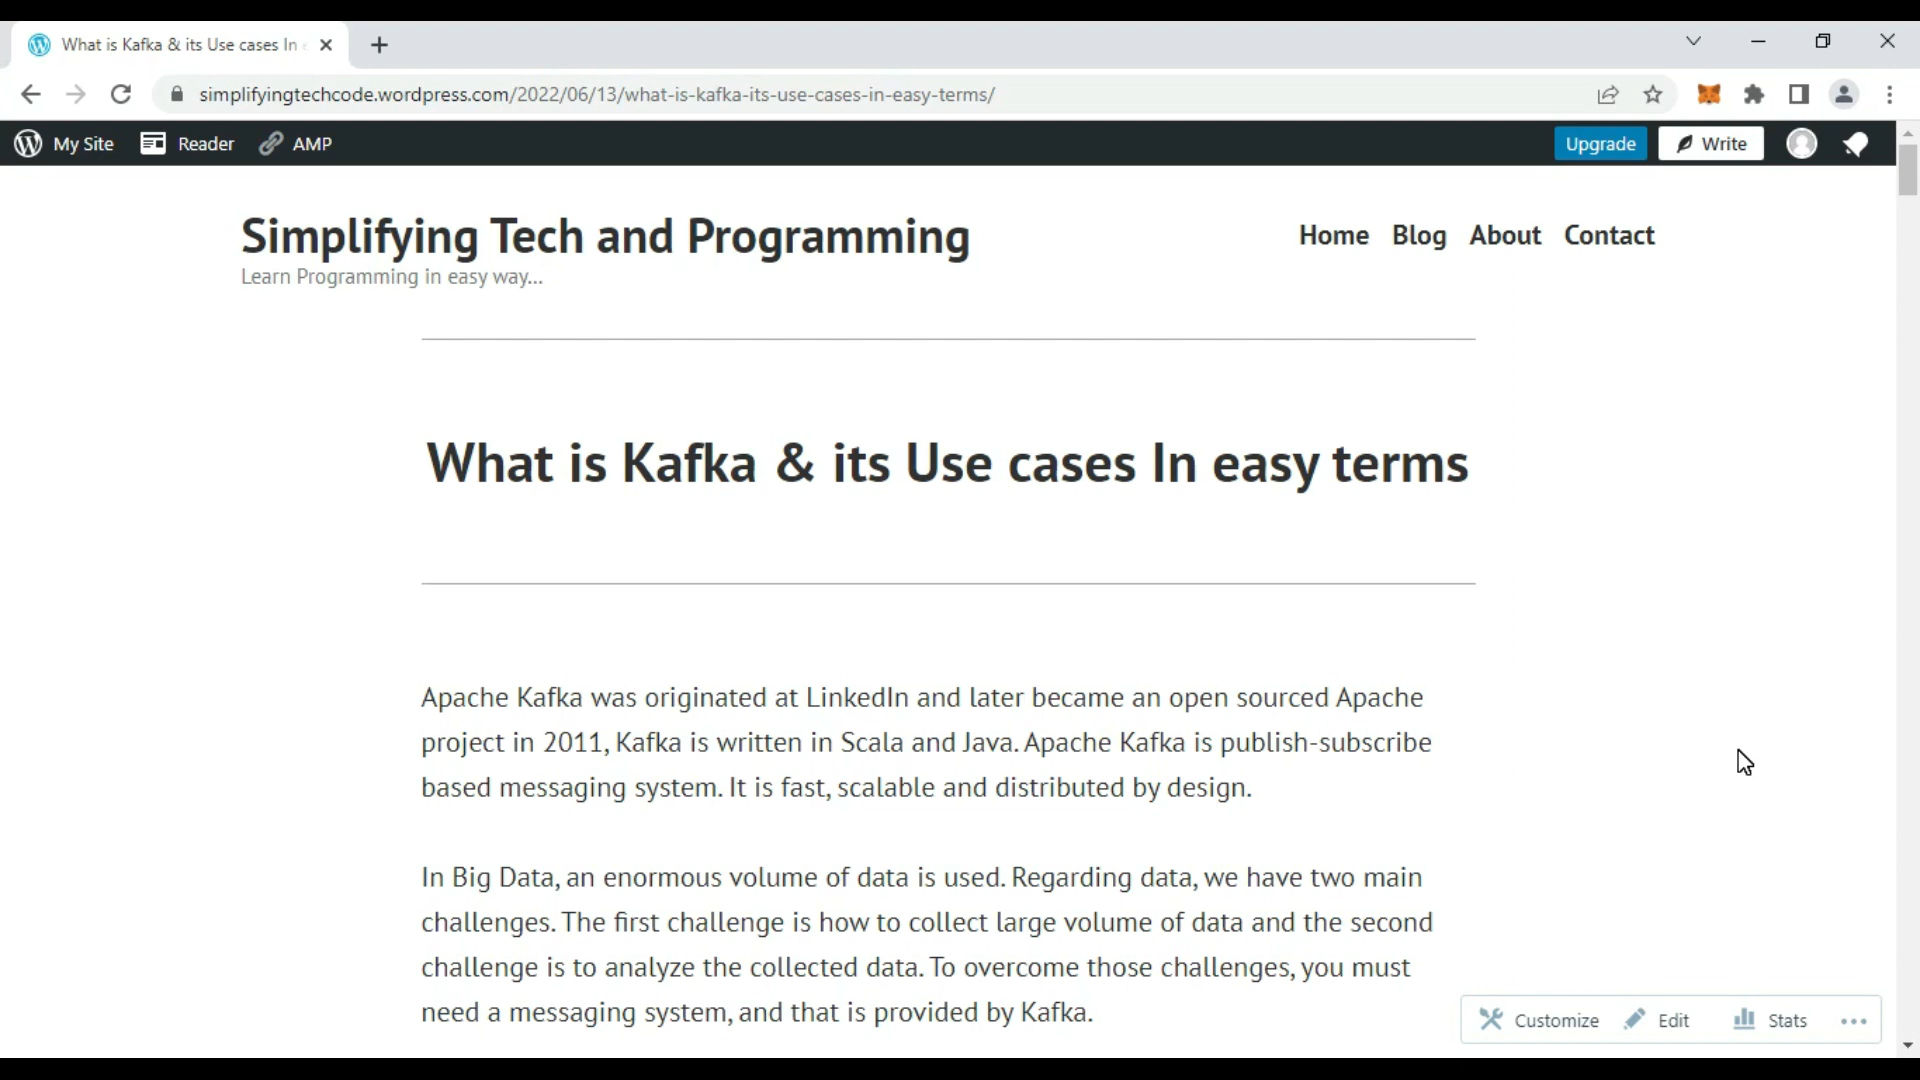 What is Kafka & its Use cases In
simplifyingtechcode.wordpress.com/2022/06/13/what-is-kafka-its-use-cases-in-easy-terms/
My Site Reader AMP Upgrade Write
Simplifying Tech and Programming
Home Blog About Contact
Learn Programming in easy way...
What is Kafka & its Use cases In easy terms
Apache Kafka was originated at LinkedIn and later became an open sourced Apache
project in 2011, Kafka is written in Scala and Java. Apache Kafka is publish-subscribe
based messaging system. It is fast, scalable and distributed by design.
In Big Data, an enormous volume of data is used. Regarding data, we have two main
challenges. The first challenge is how to collect large volume of data and the second
challenge is to analyze the collected data. To overcome those challenges, you must
need a messaging system, and that is provided by Kafka.
Customize Edit Stats